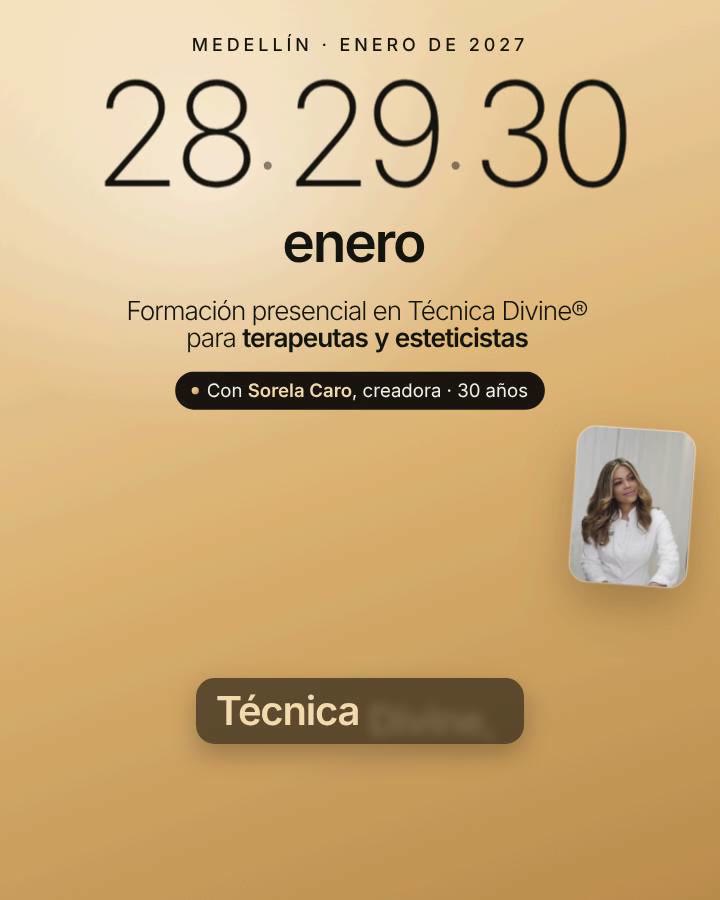 MEDELLÍN · ENERO DE 2027
28.29.30
enero
Formación presencial en Técnica Divine®
para terapeutas y esteticistas
• Con Sorela Caro, creadora · 30 años
Técnica